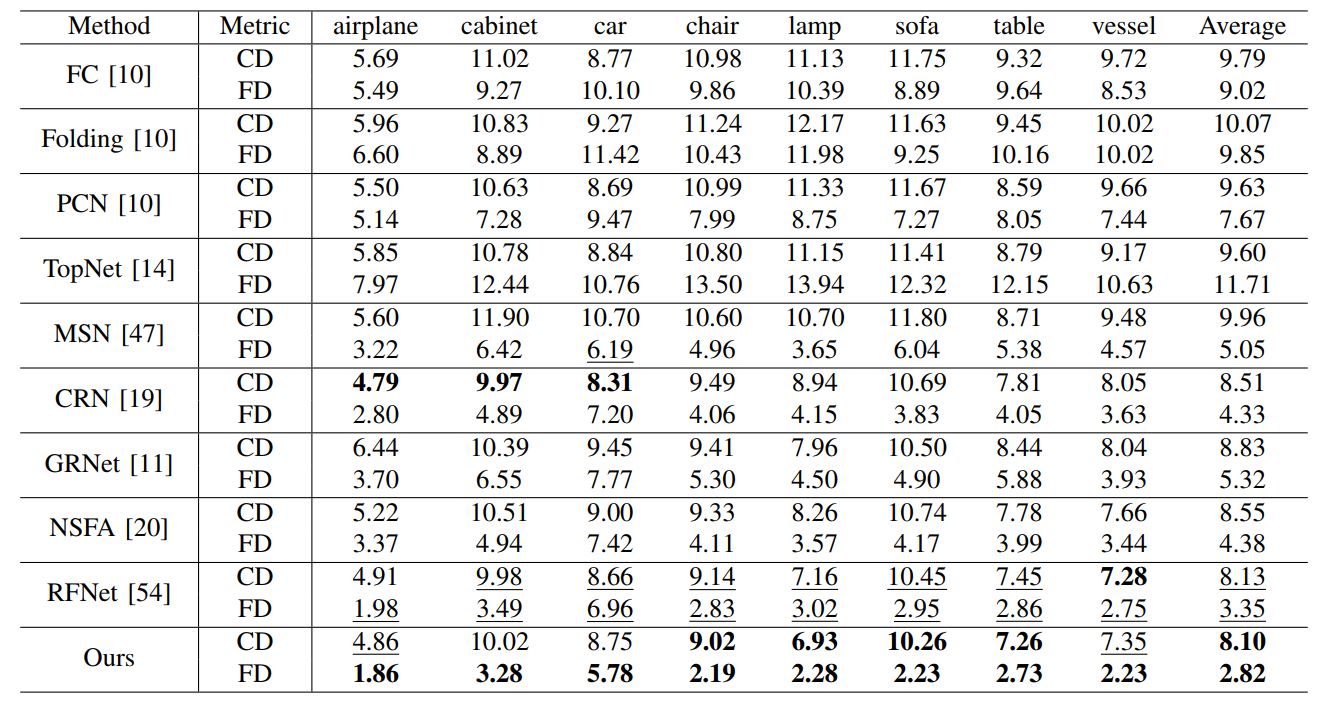 Method Metric airplane cabinet car chair lamp sofa table vessel Average
FC [10] CD 5.69 11.02 8.77 10.98 11.13 11.75 9.32 9.72 9.79
FD 5.49 9.27 10.10 9.86 10.39 8.89 9.64 8.53 9.02
Folding [10] CD 5.96 10.83 9.27 11.24 12.17 11.63 9.45 10.02 10.07
FD 6.60 8.89 11.42 10.43 11.98 9.25 10.16 10.02 9.85
PCN [10] CD 5.50 10.63 8.69 10.99 11.33 11.67 8.59 9.66 9.63
FD 5.14 7.28 9.47 7.99 8.75 7.27 8.05 7.44 7.67
TopNet [14] CD 5.85 10.78 8.84 10.80 11.15 11.41 8.79 9.17 9.60
FD 7.97 12.44 10.76 13.50 13.94 12.32 12.15 10.63 11.71
MSN [47] CD 5.60 11.90 10.70 10.60 10.70 11.80 8.71 9.48 9.96
FD 3.22 6.42 6.19 4.96 3.65 6.04 5.38 4.57 5.05
CRN [19] CD 4.79 9.97 8.31 9.49 8.94 10.69 7.81 8.05 8.51
FD 2.80 4.89 7.20 4.06 4.15 3.83 4.05 3.63 4.33
GRNet [11] CD 6.44 10.39 9.45 9.41 7.96 10.50 8.44 8.04 8.83
FD 3.70 6.55 7.77 5.30 4.50 4.90 5.88 3.93 5.32
NSFA [20] CD 5.22 10.51 9.00 9.33 8.26 10.74 7.78 7.66 8.55
FD 3.37 4.94 7.42 4.11 3.57 4.17 3.99 3.44 4.38
RFNet [54] CD 4.91 9.98 8.66 9.14 7.16 10.45 7.45 7.28 8.13
FD 1.98 3.49 6.96 2.83 3.02 2.95 2.86 2.75 3.35
Ours CD 4.86 10.02 8.75 9.02 6.93 10.26 7.26 7.35 8.10
FD 1.86 3.28 5.78 2.19 2.28 2.23 2.73 2.23 2.82